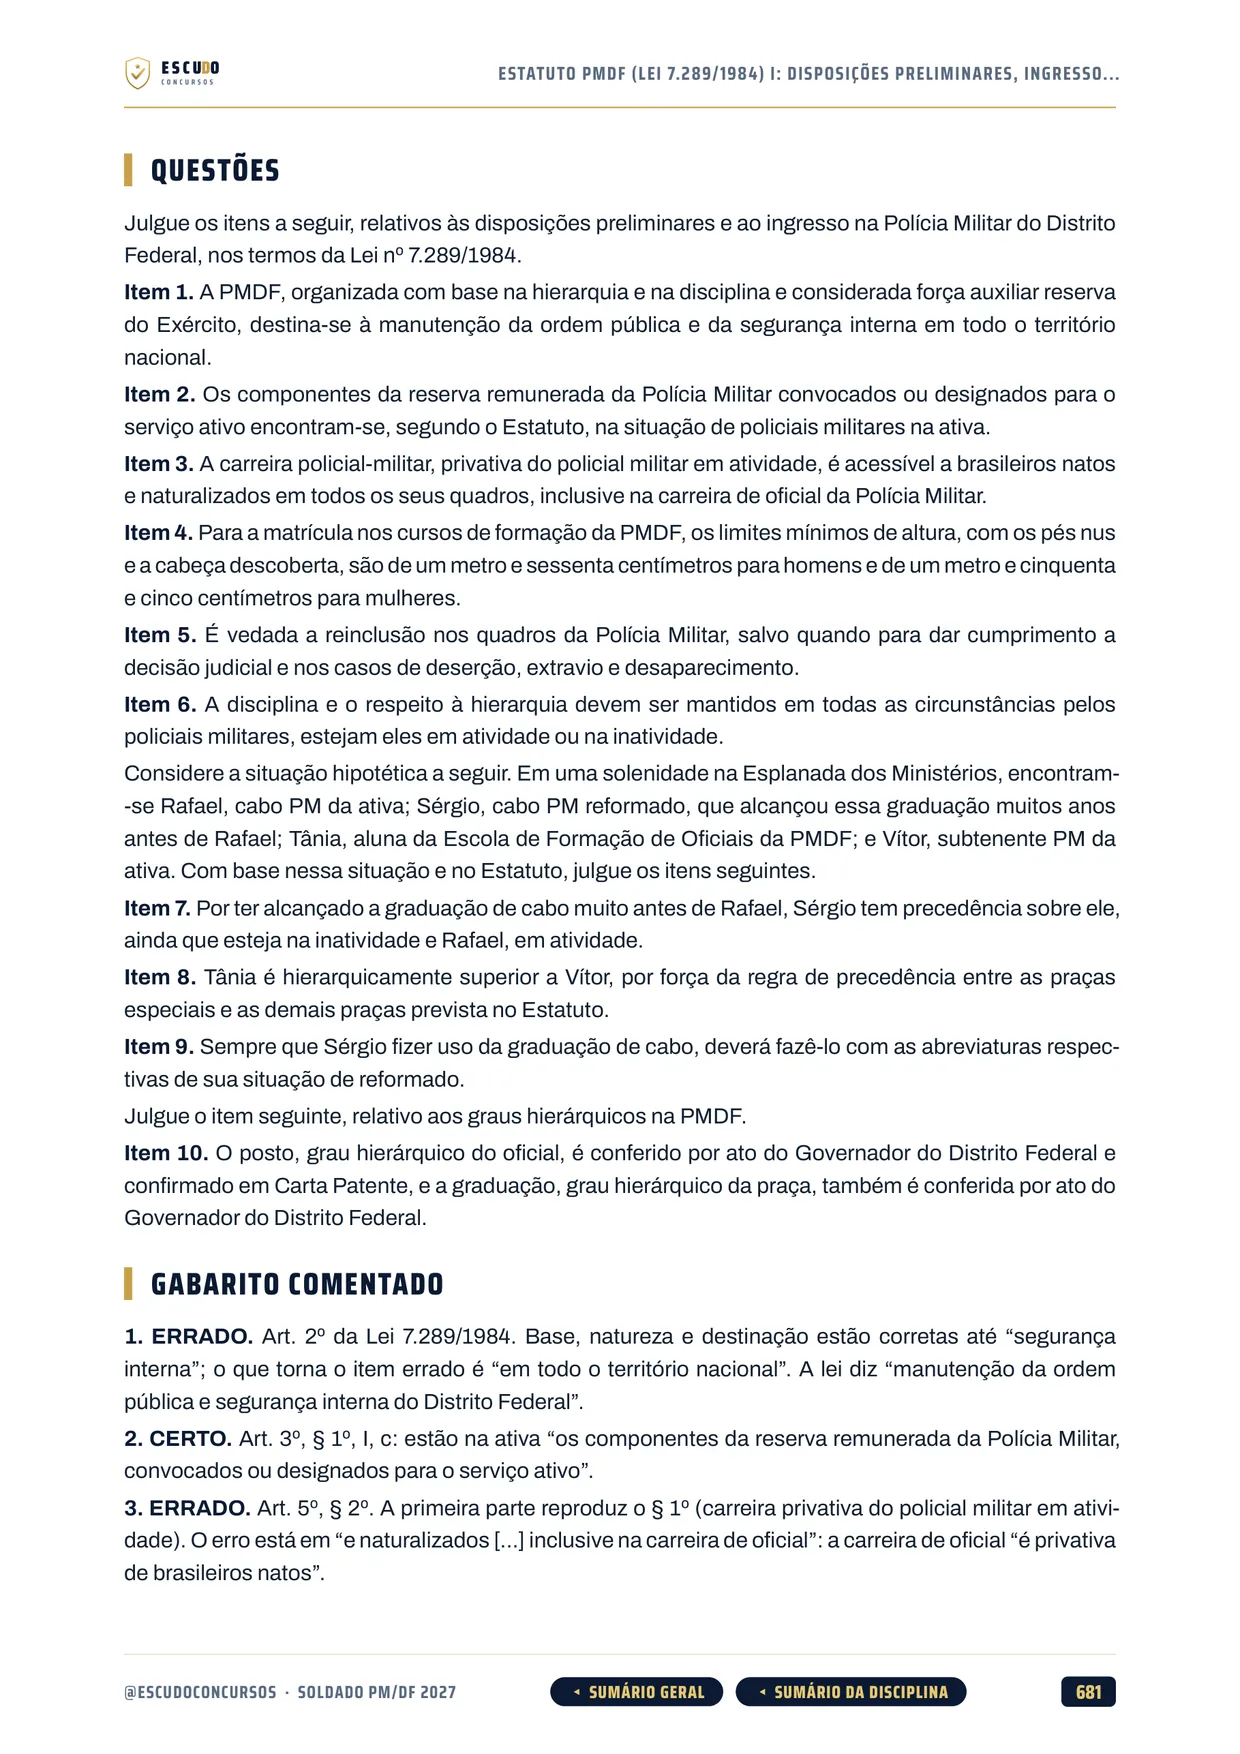 ESCUDO
CONCURSOS
ESTATUTO PMDF (LEI 7.289/1984) I: DISPOSIÇÕES PRELIMINARES, INGRESSO...
QUESTÕES
Julgue os itens a seguir, relativos às disposições preliminares e ao ingresso na Polícia Militar do Distrito
Federal, nos termos da Lei nº 7.289/1984.
Item 1. A PMDF, organizada com base na hierarquia e na disciplina e considerada força auxiliar reserva
do Exército, destina-se à manutenção da ordem pública e da segurança interna em todo o território
nacional.
Item 2. Os componentes da reserva remunerada da Polícia Militar convocados ou designados para o
serviço ativo encontram-se, segundo o Estatuto, na situação de policiais militares na ativa.
Item 3. A carreira policial-militar, privativa do policial militar em atividade, é acessível a brasileiros natos
e naturalizados em todos os seus quadros, inclusive na carreira de oficial da Polícia Militar.
Item 4. Para a matrícula nos cursos de formação da PMDF, os limites mínimos de altura, com os pés nus
e a cabeça descoberta, são de um metro e sessenta centímetros para homens e de um metro e cinquenta
e cinco centímetros para mulheres.
Item 5. É vedada a reinclusão nos quadros da Polícia Militar, salvo quando para dar cumprimento a
decisão judicial e nos casos de deserção, extravio e desaparecimento.
Item 6. A disciplina e o respeito à hierarquia devem ser mantidos em todas as circunstâncias pelos
policiais militares, estejam eles em atividade ou na inatividade.
Considere a situação hipotética a seguir. Em uma solenidade na Esplanada dos Ministérios, encontram-
-se Rafael, cabo PM da ativa; Sérgio, cabo PM reformado, que alcançou essa graduação muitos anos
antes de Rafael; Tânia, aluna da Escola de Formação de Oficiais da PMDF; e Vítor, subtenente PM da
ativa. Com base nessa situação e no Estatuto, julgue os itens seguintes.
Item 7. Por ter alcançado a graduação de cabo muito antes de Rafael, Sérgio tem precedência sobre ele,
ainda que esteja na inatividade e Rafael, em atividade.
Item 8. Tânia é hierarquicamente superior a Vítor, por força da regra de precedência entre as praças
especiais e as demais praças prevista no Estatuto.
Item 9. Sempre que Sérgio fizer uso da graduação de cabo, deverá fazê-lo com as abreviaturas respec-
tivas de sua situação de reformado.
Julgue o item seguinte, relativo aos graus hierárquicos na PMDF.
Item 10. O posto, grau hierárquico do oficial, é conferido por ato do Governador do Distrito Federal e
confirmado em Carta Patente, e a graduação, grau hierárquico da praça, também é conferida por ato do
Governador do Distrito Federal.
GABARITO COMENTADO
1. ERRADO. Art. 2º da Lei 7.289/1984. Base, natureza e destinação estão corretas até “segurança
interna”; o que torna o item errado é “em todo o território nacional”. A lei diz “manutenção da ordem
pública e segurança interna do Distrito Federal”.
2. CERTO. Art. 3º, § 1º, I, c: estão na ativa “os componentes da reserva remunerada da Polícia Militar,
convocados ou designados para o serviço ativo”.
3. ERRADO. Art. 5º, § 2º. A primeira parte reproduz o § 1º (carreira privativa do policial militar em ativi-
dade). O erro está em “e naturalizados [...] inclusive na carreira de oficial”: a carreira de oficial “é privativa
de brasileiros natos”.
@ESCUDOCONCURSOS · SOLDADO PM/DF 2027
SUMÁRIO GERAL
SUMÁRIO DA DISCIPLINA
681